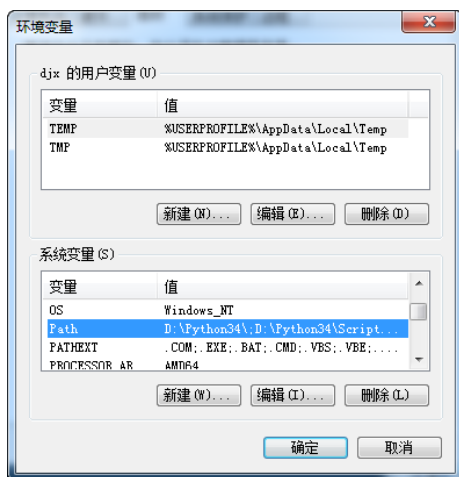 环境变量
djx 的用户变量(U)
变量 值
TEMP %USERPROFILE%\AppData\Local\Temp
TMP %USERPROFILE%\AppData\Local\Temp
新建(N)... 编辑(E)... 删除(D)
系统变量(S)
变量 值
OS Windows_NT
Path D:\Python34\;D:\Python34\Script...
PATHEXT .COM;.EXE;.BAT;.CMD;.VBS;.VBE;....
PROCESSOR_AR AMD64
新建(W)... 编辑(I)... 删除(L)
确定 取消